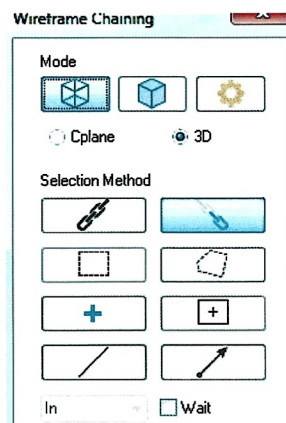 Wireframe Chaining
Mode
Cplane
3D
Selection Method
In
Wait